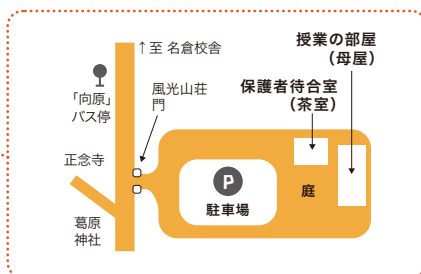 ↑至 名倉校舎
「向原」
バス停
風光山荘
門
正念寺
葛原
神社
授業の部屋
(母屋)
保護者待合室
(茶室)
庭
P
駐車場